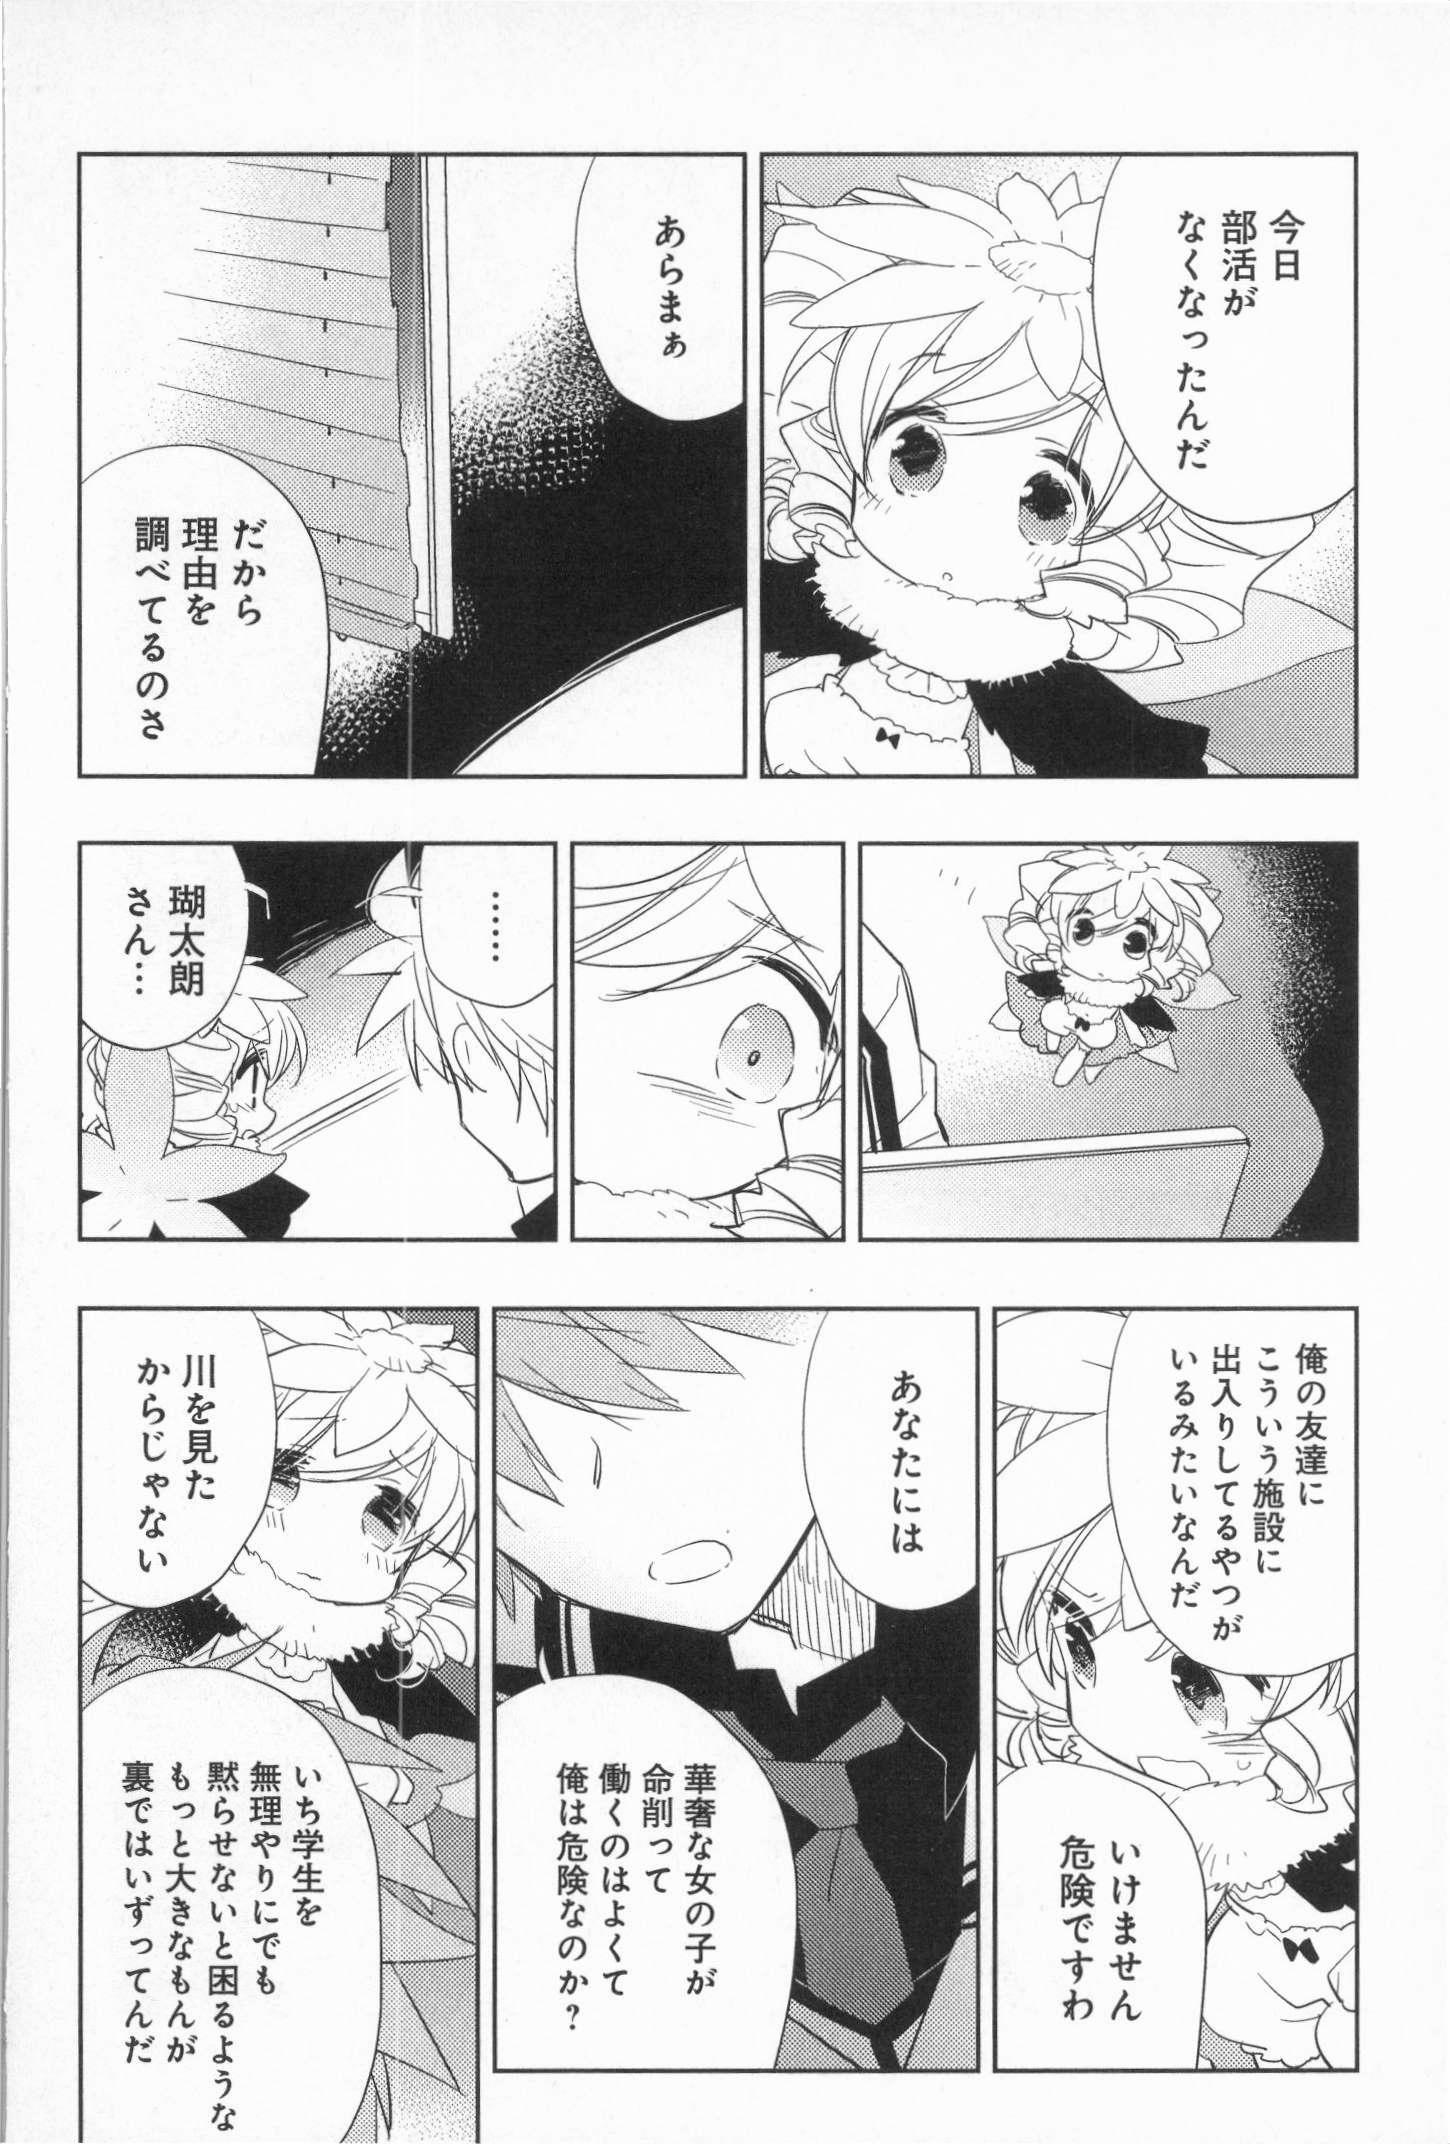 今日
部活が
なくなったんだ
あらまぁ
だから
理由を
調べてるのさ
……
瑚太朗
さん…
俺の友達に
こういう施設に
出入りしてるやつが
いるみたいなんだ
いけません
危険ですわ
あなたには
華奢な女の子が
命削って
働くのはよくて
俺は危険なのか?
川を見た
からじゃない
いち学生を
無理やりにでも
黙らせないと困るような
もっと大きなもんが
裏ではいずってんだ